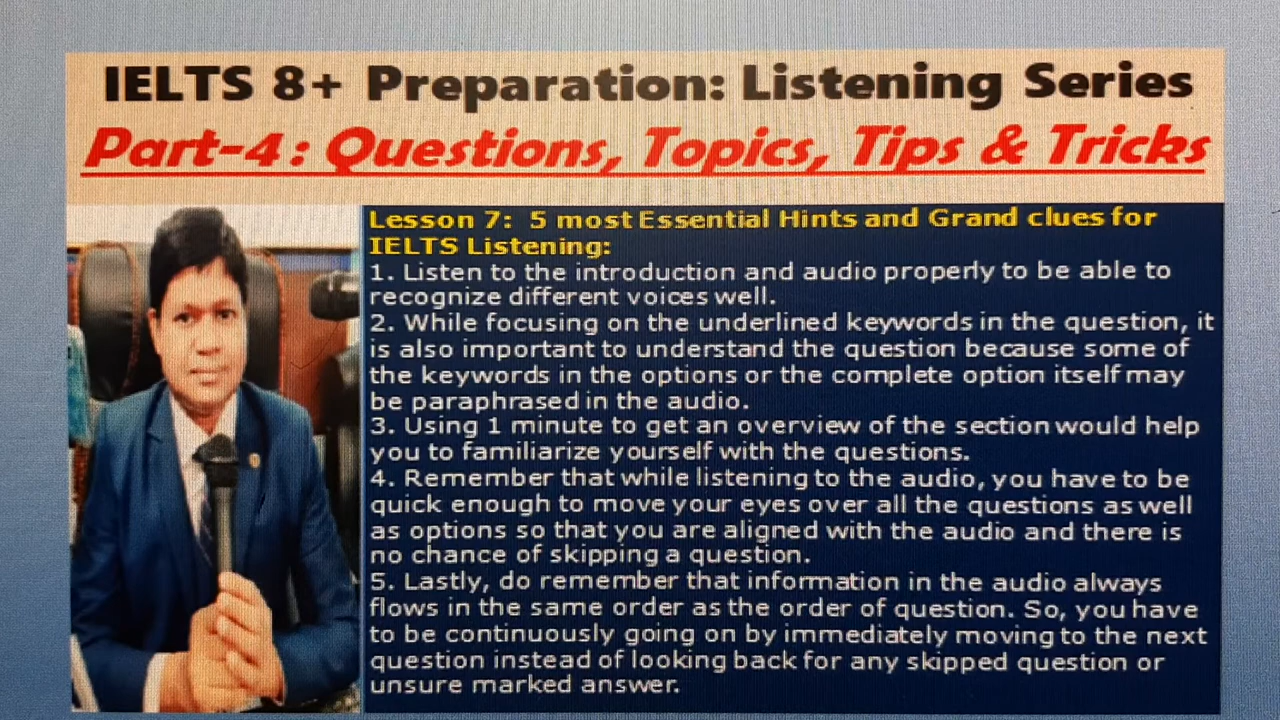 IELTS 8+ Preparation: Listening Series
Part-4: Questions, Topics, Tips & Tricks
Lesson 7: 5 most Essential Hints and Grand clues for
IELTS Listening:
1. Listen to the introduction and audio properly to be able to
recognize different voices well.
2. While focusing on the underlined keywords in the question, it
is also important to understand the question because some of
the keywords in the options or the complete option itself may
be paraphrased in the audio.
3. Using 1 minute to get an overview of the section would help
you to familiarize yourself with the questions.
4. Remember that while listening to the audio, you have to be
quick enough to move your eyes over all the questions as well
as options so that you are aligned with the audio and there is
no chance of skipping a question.
5. Lastly, do remember that information in the audio always
flows in the same order as the order of question. So, you have
to be continuously going on by immediately moving to the next
question instead of looking back for any skipped question or
unsure marked answer.